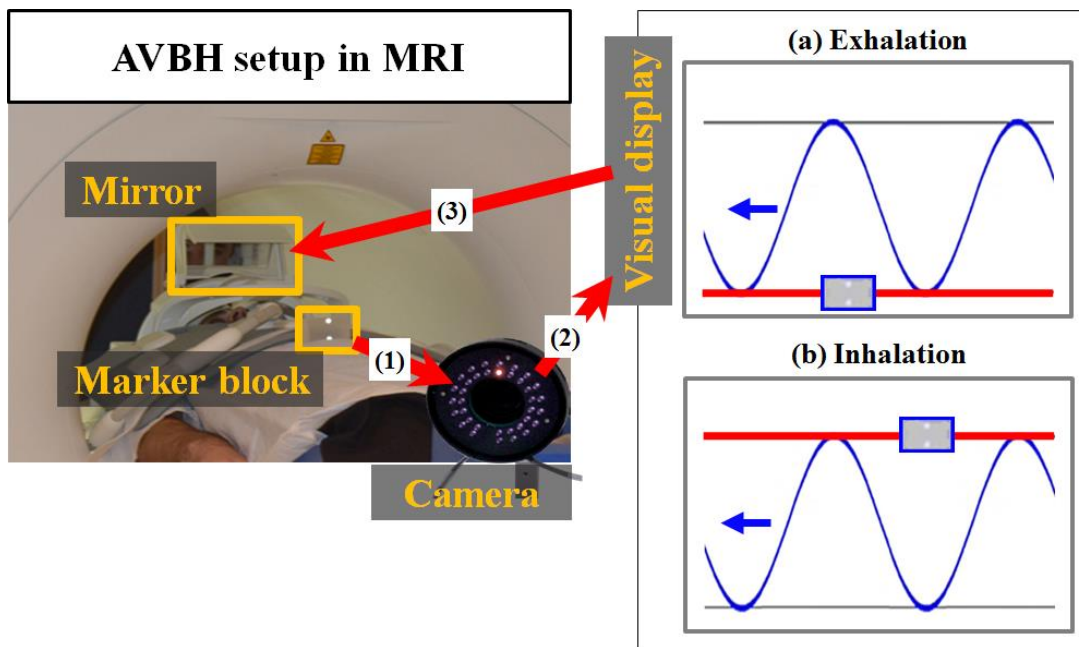 AVBH setup in MRI
Mirror
Marker block
Camera
(1)
(2)
(3)
Visual display
(a) Exhalation
(b) Inhalation